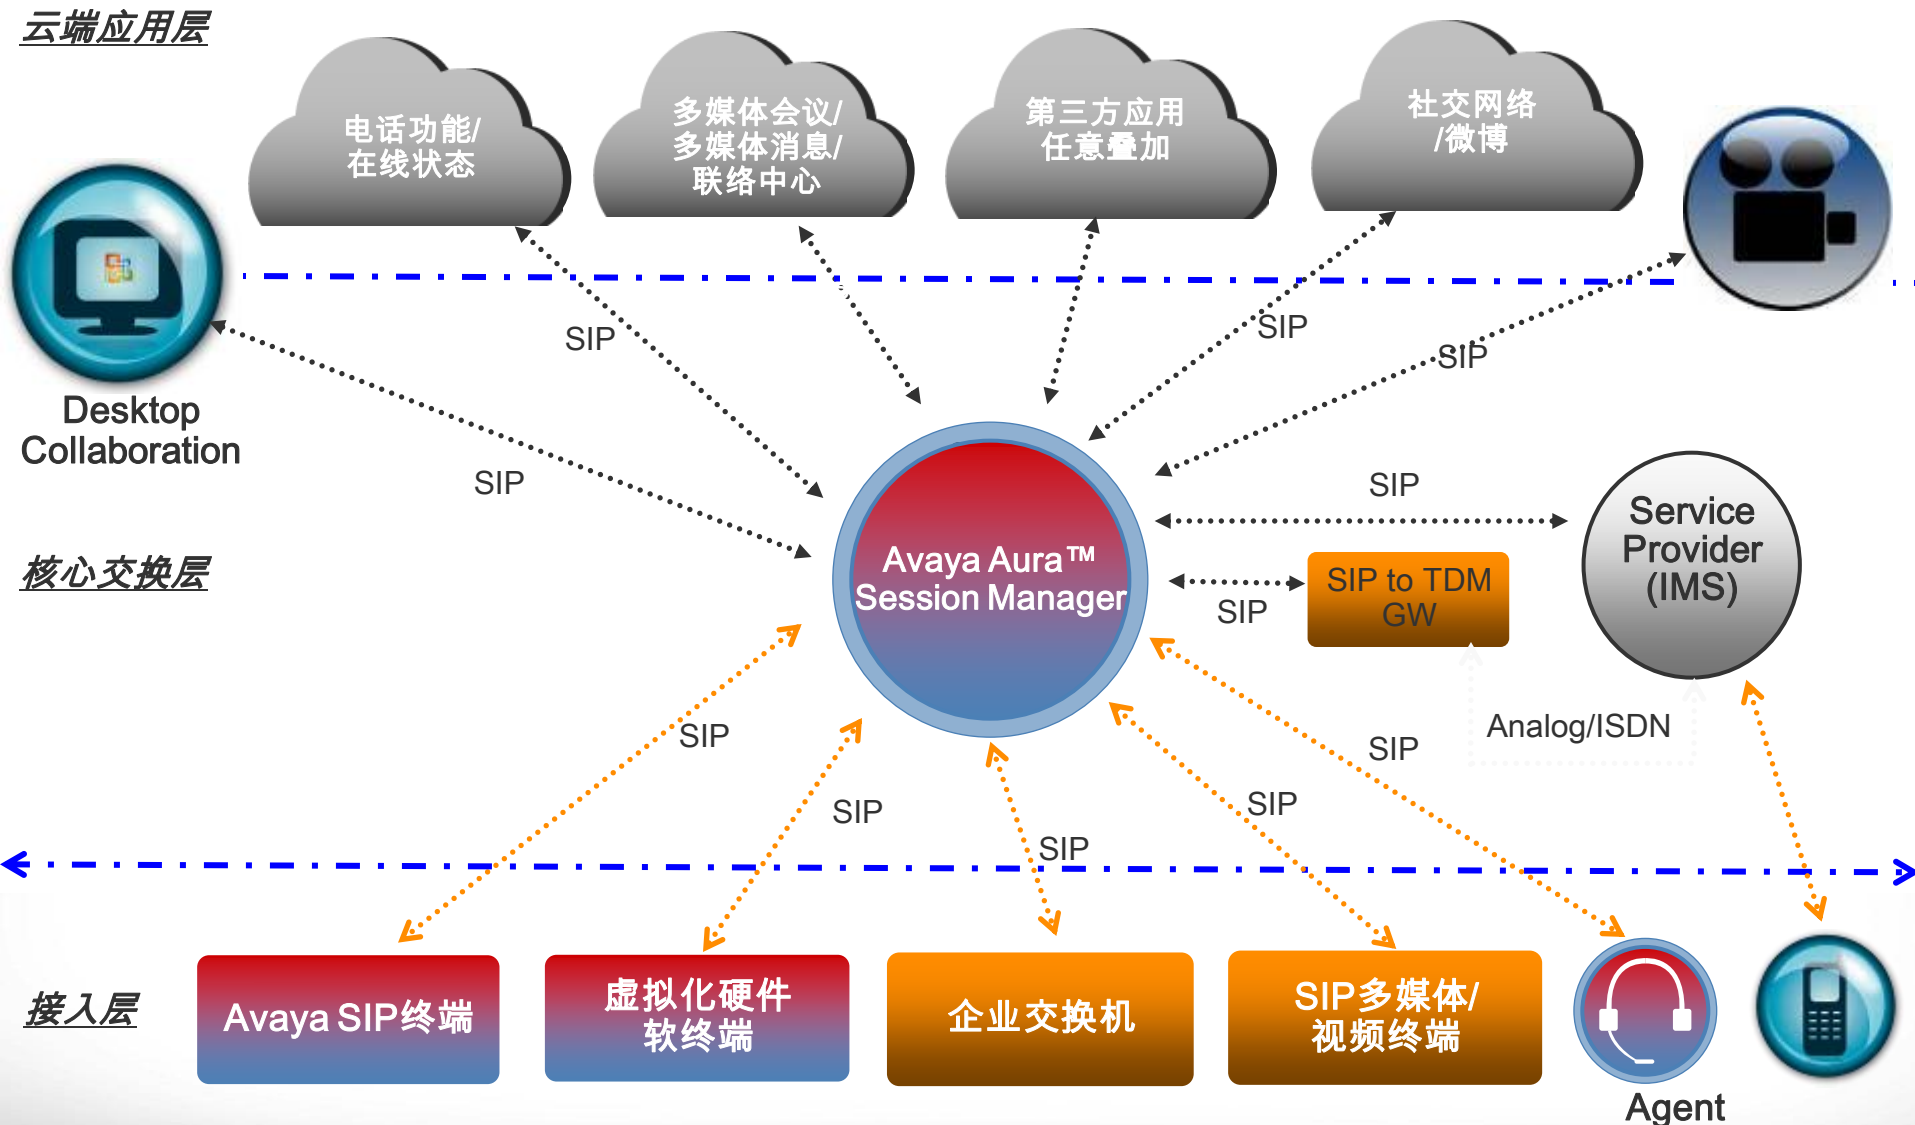 云端应用层
电话功能/
在线状态
多媒体会议/
多媒体消息/
联络中心
第三方应用
任意叠加
社交网络
/微博
SIP
SIP
SIP
Desktop
Collaboration
SIP
SIP
Service
Provider
(IMS)
核心交换层
Avaya Aura™
Session Manager
SIP to TDM
GW
SIP
SIP
Analog/ISDN
SIP
SIP
SIP
SIP
接入层
Avaya SIP终端
虚拟化硬件
软终端
企业交换机
SIP多媒体/
视频终端
Agent